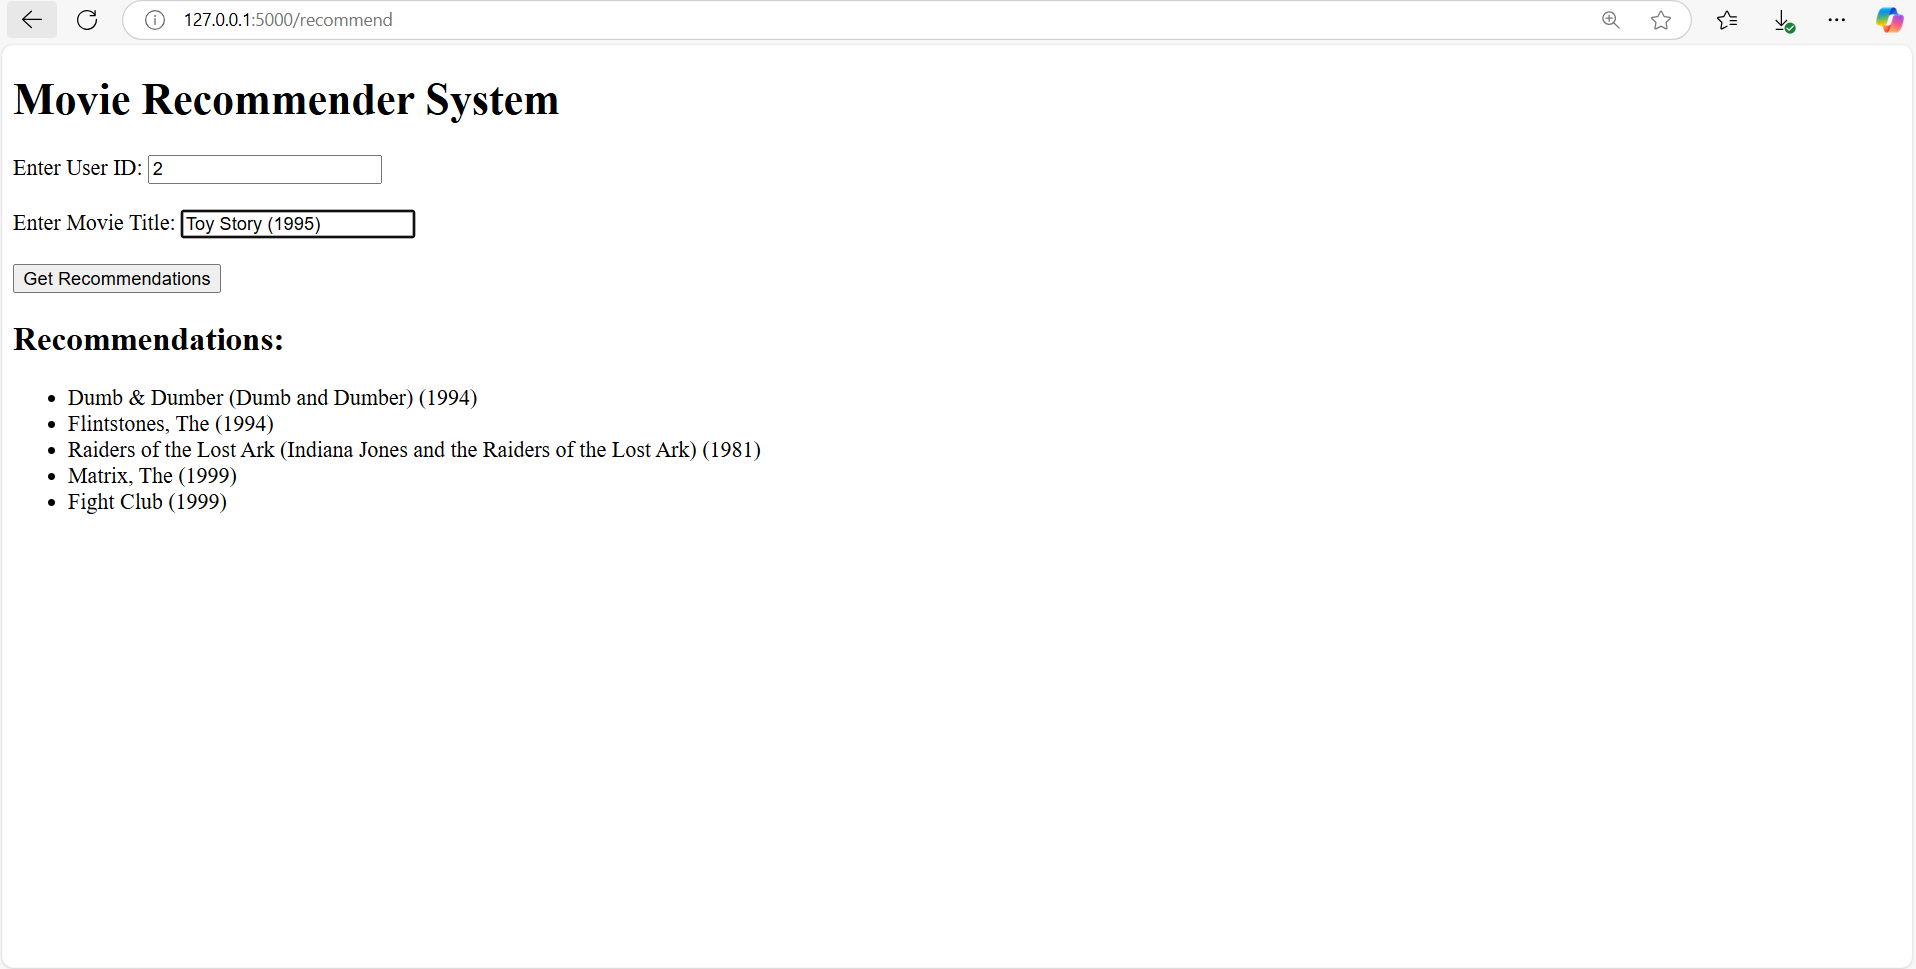 127.0.0.1:5000/recommend
Movie Recommender System
Enter User ID: 2
Enter Movie Title: Toy Story (1995)
Get Recommendations
Recommendations:
• Dumb & Dumber (Dumb and Dumber) (1994)
• Flintstones, The (1994)
• Raiders of the Lost Ark (Indiana Jones and the Raiders of the Lost Ark) (1981)
• Matrix, The (1999)
• Fight Club (1999)